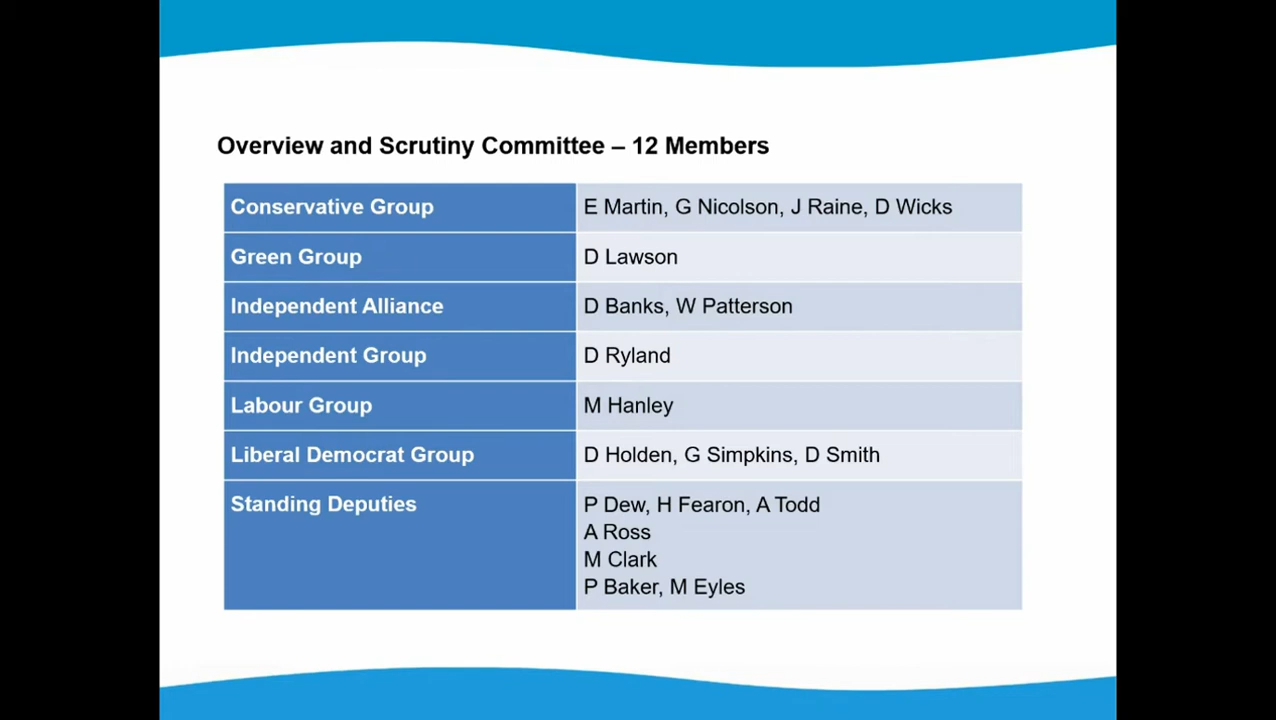 Overview and Scrutiny Committee – 12 Members
Conservative Group
E Martin, G Nicolson, J Raine, D Wicks
Green Group
D Lawson
Independent Alliance
D Banks, W Patterson
Independent Group
D Ryland
Labour Group
M Hanley
Liberal Democrat Group
D Holden, G Simpkins, D Smith
Standing Deputies
P Dew, H Fearon, A Todd
A Ross
M Clark
P Baker, M Eyles